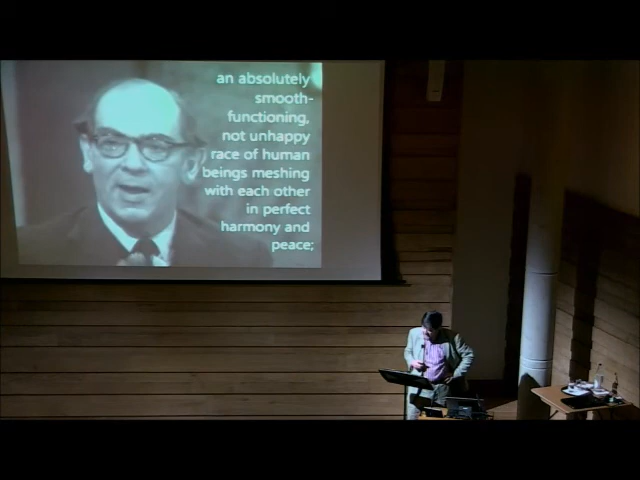 an absolutely
smooth-
functioning,
not unhappy
race of human
beings meshing
with each other
in perfect
harmony and
peace;